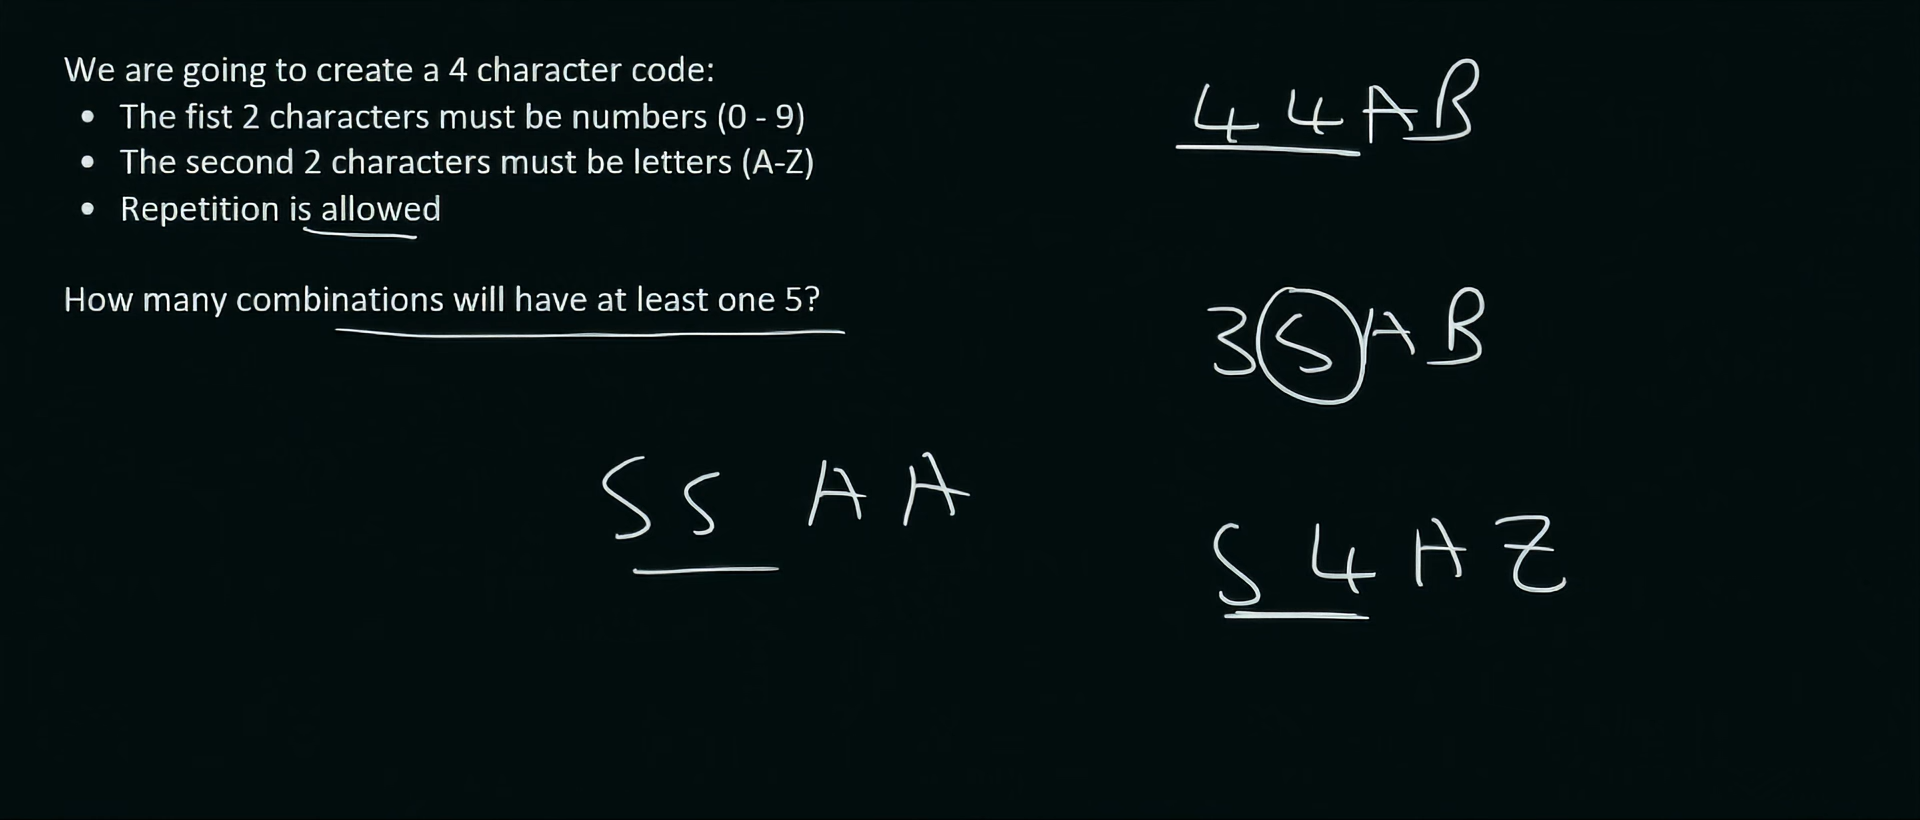 We are going to create a 4 character code:
• The fist 2 characters must be numbers (0 - 9)
• The second 2 characters must be letters (A-Z)
• Repetition is allowed
How many combinations will have at least one 5?
44AB
35AB
55 AA
54AZ